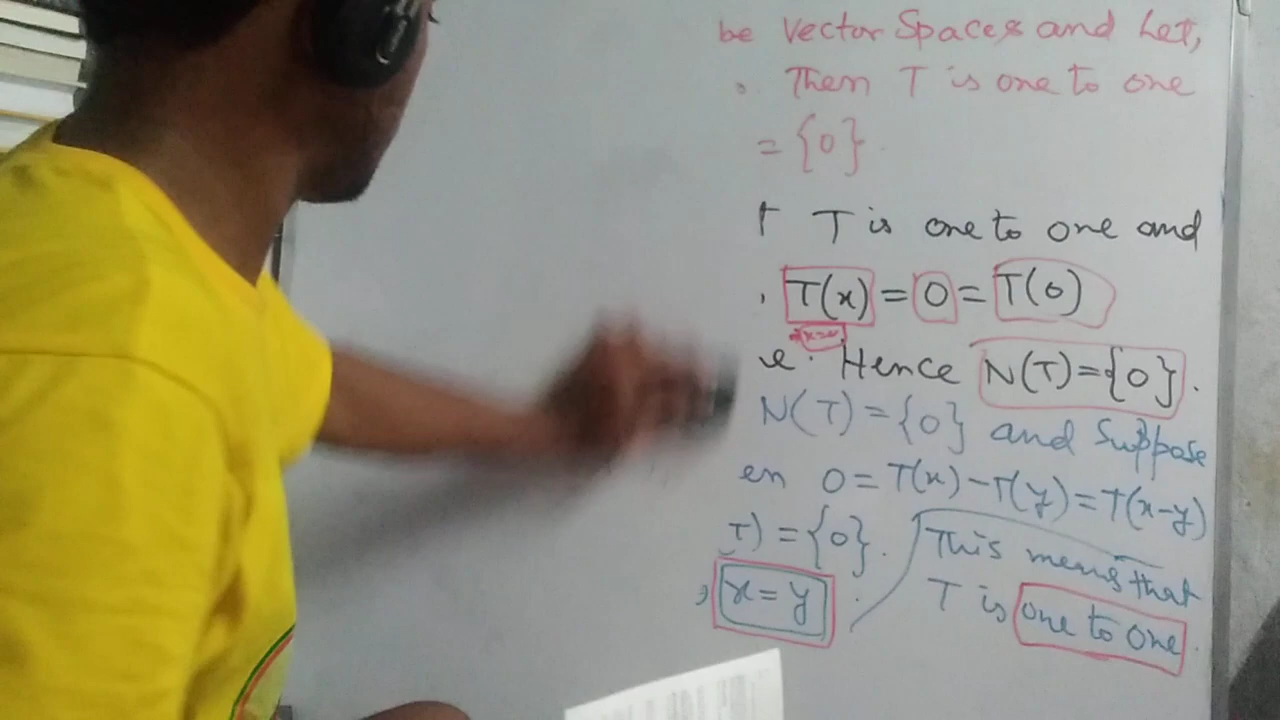 be Vector Spaces and Let,
. Then T is one to one
= {0}.
T is one to one and
, T(x) = 0 = T(0)
e. Hence N(T)={0}.
N(T)={0} and Suppose
en 0=T(x)-T(y)=T(x-y)
T) = {0}.
This means that
, x=y.
T is one to one.